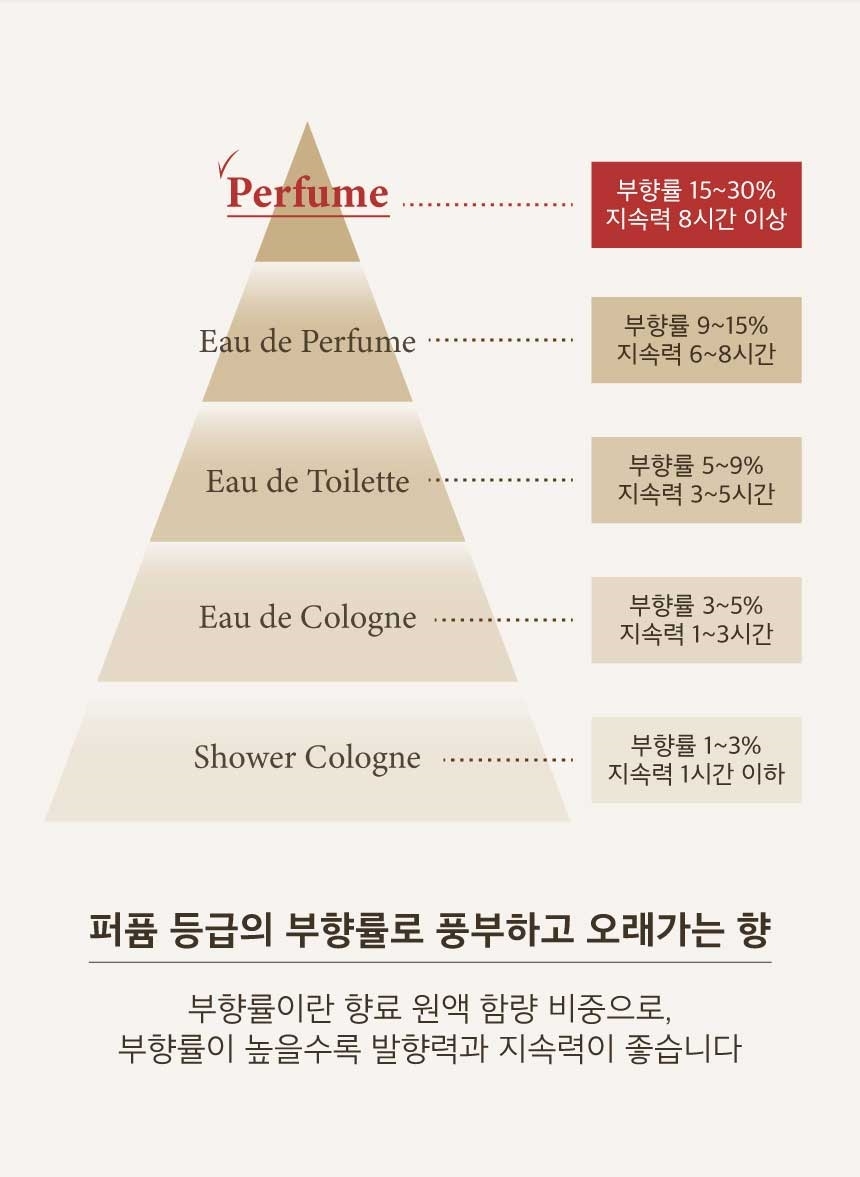 Perfume
부향률 15~30%
지속력 8시간 이상
Eau de Perfume
부향률 9~15%
지속력 6~8시간
Eau de Toilette
부향률 5~9%
지속력 3~5시간
Eau de Cologne
부향률 3~5%
지속력 1~3시간
Shower Cologne
부향률 1~3%
지속력 1시간 이하
퍼퓸 등급의 부향률로 풍부하고 오래가는 향
부향률이란 향료 원액 함량 비중으로,
부향률이 높을수록 발향력과 지속력이 좋습니다